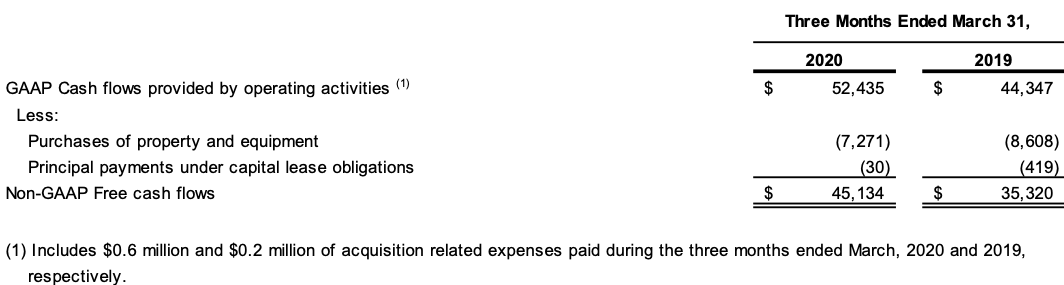 Three Months Ended March 31,
2020 2019
GAAP Cash flows provided by operating activities (1) $ 52,435 $ 44,347
Less:
Purchases of property and equipment (7,271) (8,608)
Principal payments under capital lease obligations (30) (419)
Non-GAAP Free cash flows $ 45,134 $ 35,320
(1) Includes $0.6 million and $0.2 million of acquisition related expenses paid during the three months ended March, 2020 and 2019,
respectively.